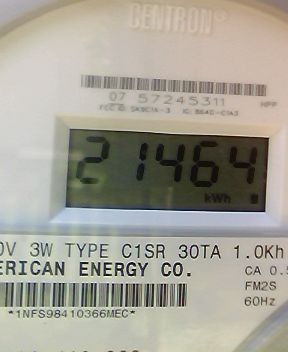 CENTRON®
07 57245311
HPP
21464
kWh
0V 3W TYPE C1SR 30TA 1.0Kh
ERICAN ENERGY CO.
CA 0.5
FM2S
60Hz
*1NFS98410366MEC*